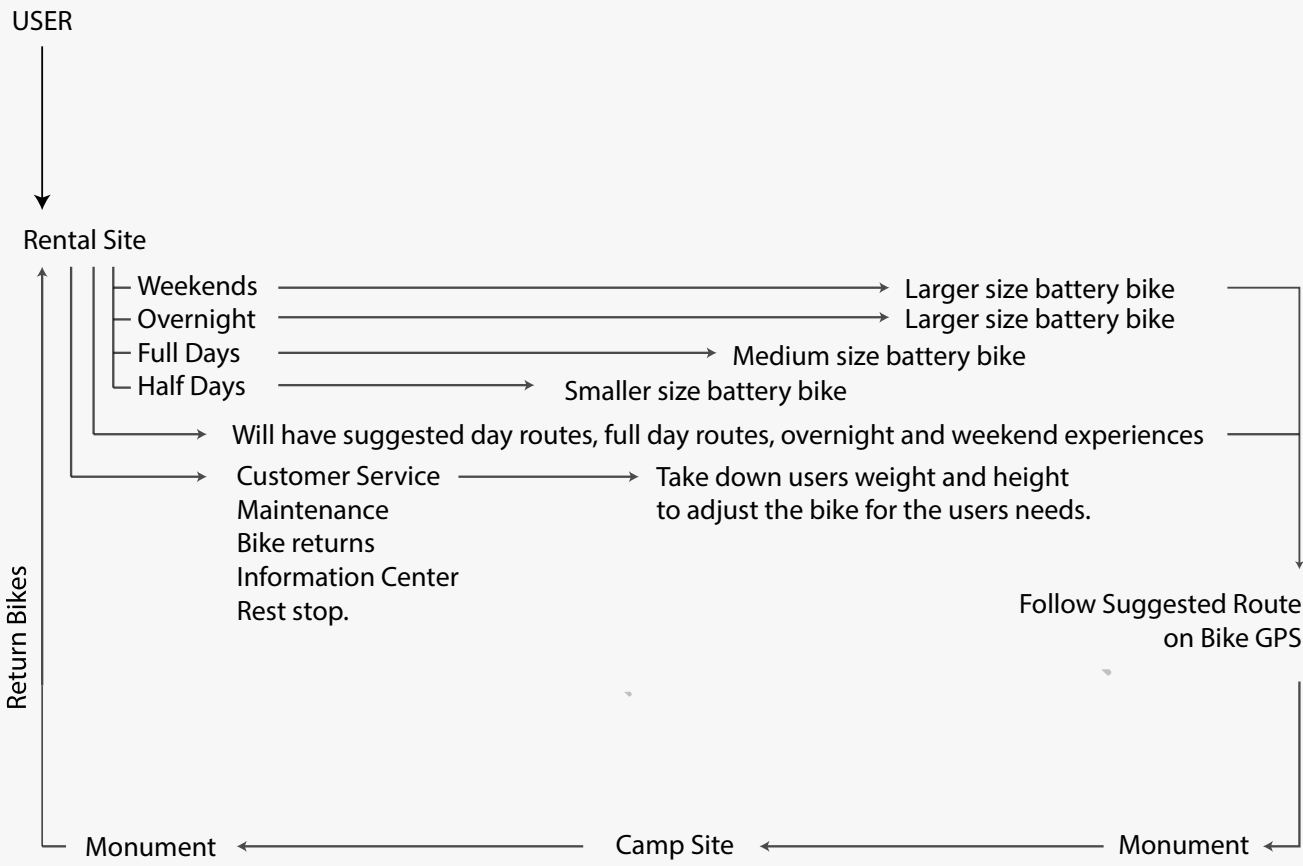 USER
Rental Site
Weekends
Larger size battery bike
Overnight
Larger size battery bike
Full Days
Medium size battery bike
Half Days
Smaller size battery bike
Will have suggested day routes, full day routes, overnight and weekend experiences
Customer Service
Take down users weight and height
to adjust the bike for the users needs.
Maintenance
Bike returns
Information Center
Rest stop.
Follow Suggested Route
on Bike GPS
Return Bikes
Monument
Camp Site
Monument